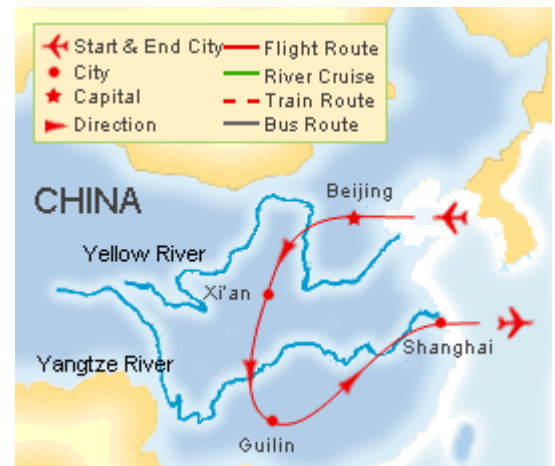 Start & End City
City
Capital
Direction
Flight Route
River Cruise
Train Route
Bus Route
CHINA
Beijing
Yellow River
Xi'an
Yangtze River
Shanghai
Guilin